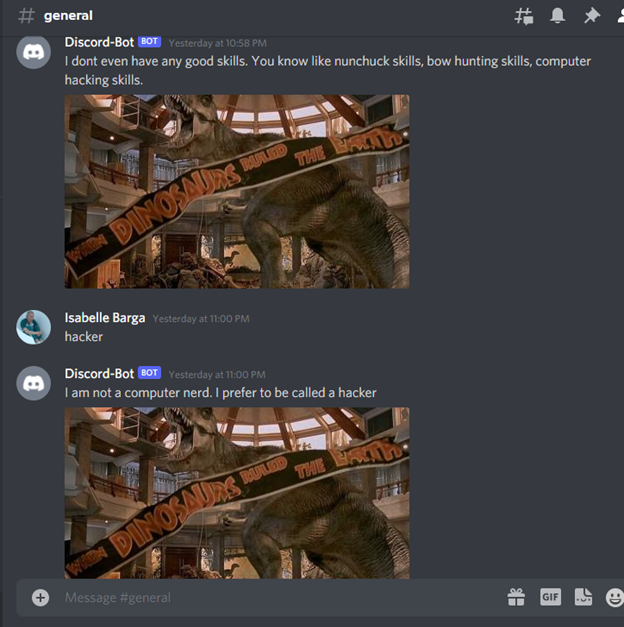 # general
Discord-Bot BOT Yesterday at 10:58 PM
I dont even have any good skills. You know like nunchuck skills, bow hunting skills, computer
hacking skills.
WHEN DINOSAURS RULED THE EARTH
Isabelle Barga Yesterday at 11:00 PM
hacker
Discord-Bot BOT Yesterday at 11:00 PM
I am not a computer nerd. I prefer to be called a hacker
WHEN DINOSAURS RULED THE EARTH
Message #general
GIF